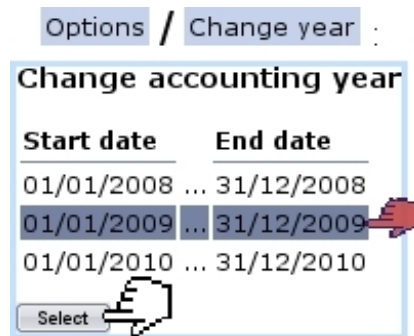 Options / Change year :
Change accounting year
Start date End date
01/01/2008 ... 31/12/2008
01/01/2009 ... 31/12/2009
01/01/2010 ... 31/12/2010
Select